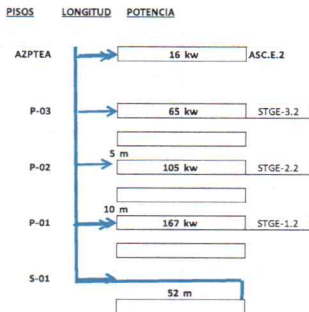 PISOS LONGITUD POTENCIA
AZPTEA 16 kw ASC.E.2
P-03 65 kw STGE-3.2
5 m
P-02 105 kw STGE-2.2
10 m
P-01 167 kw STGE-1.2
S-01
52 m